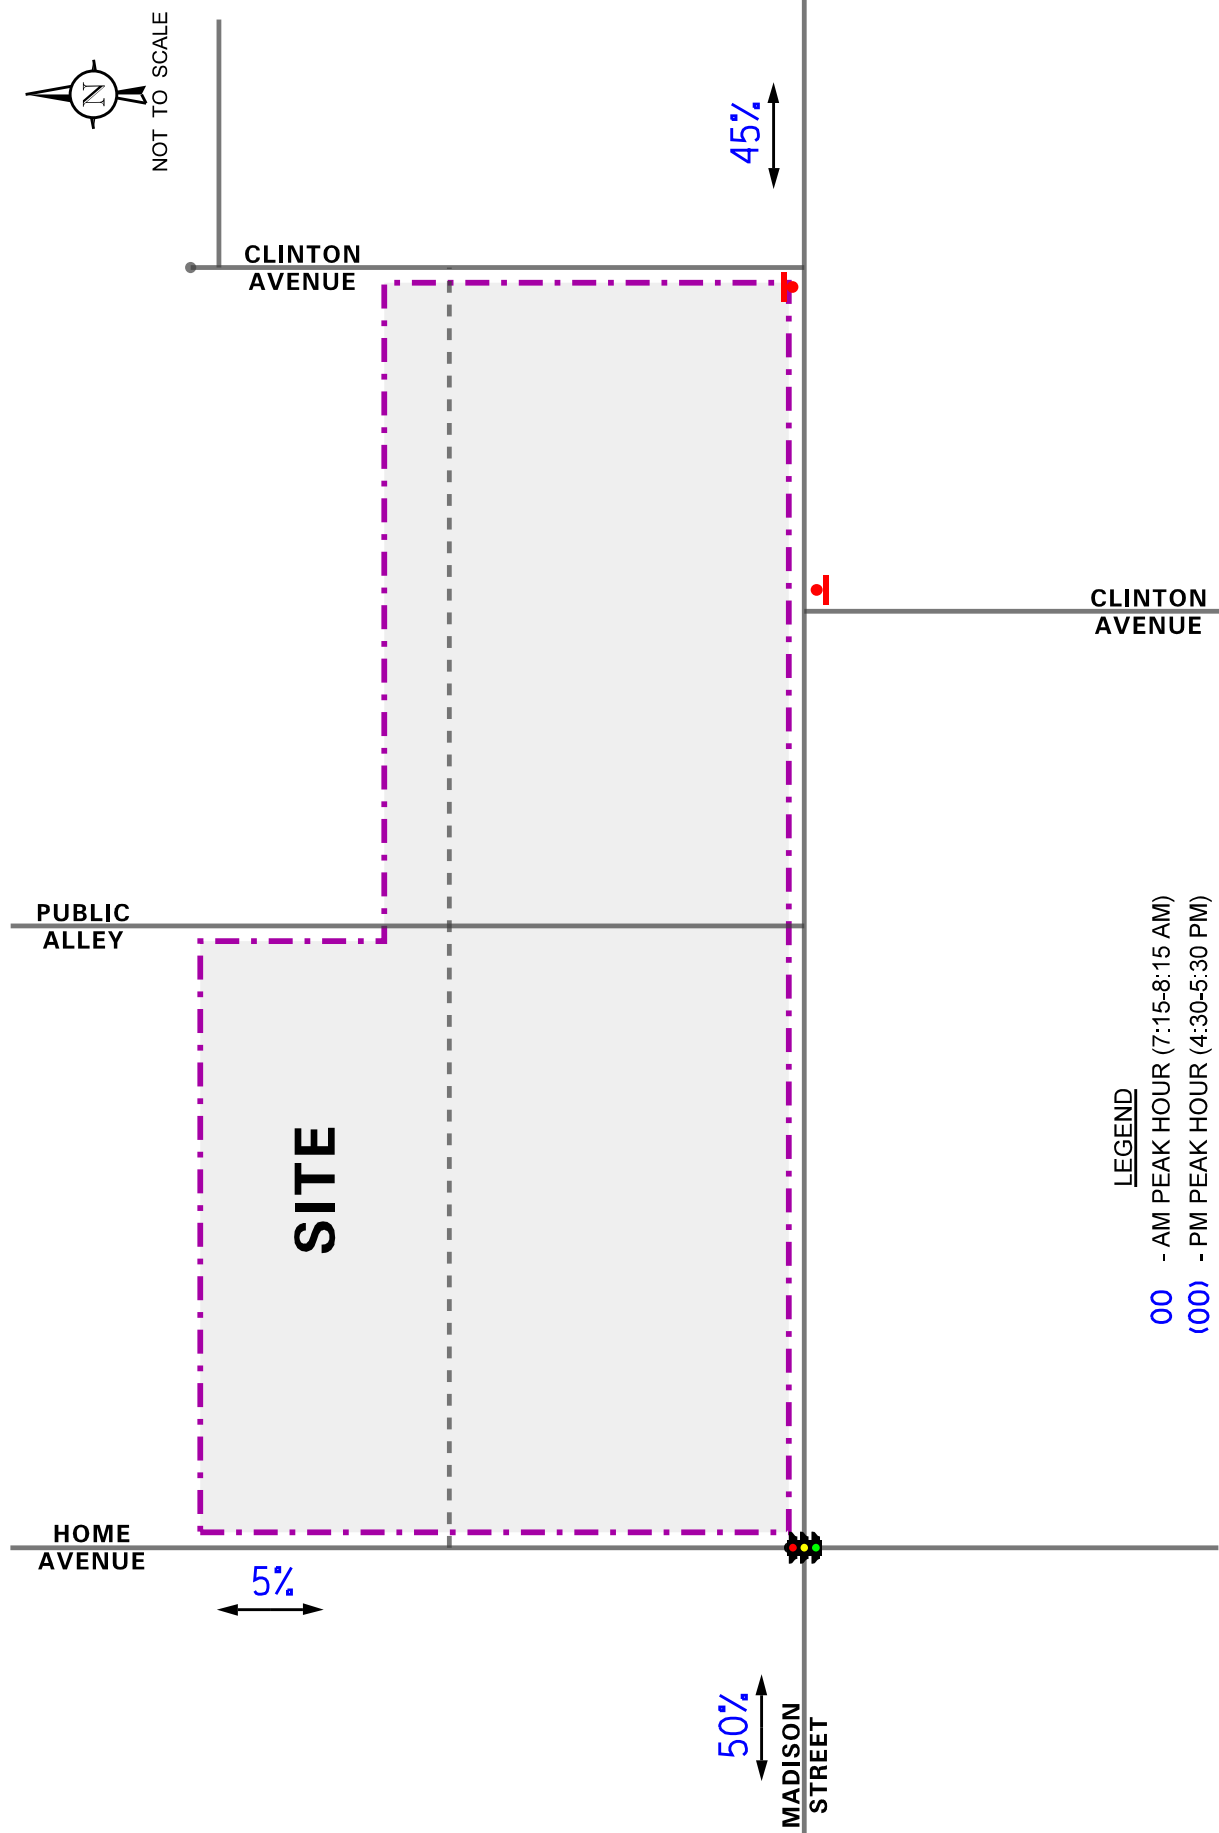 N
NOT TO SCALE
45%
CLINTON
AVENUE
CLINTON
AVENUE
PUBLIC
ALLEY
SITE
HOME
AVENUE
5%
50%
MADISON
STREET
LEGEND
00 - AM PEAK HOUR (7:15-8:15 AM)
(00) - PM PEAK HOUR (4:30-5:30 PM)